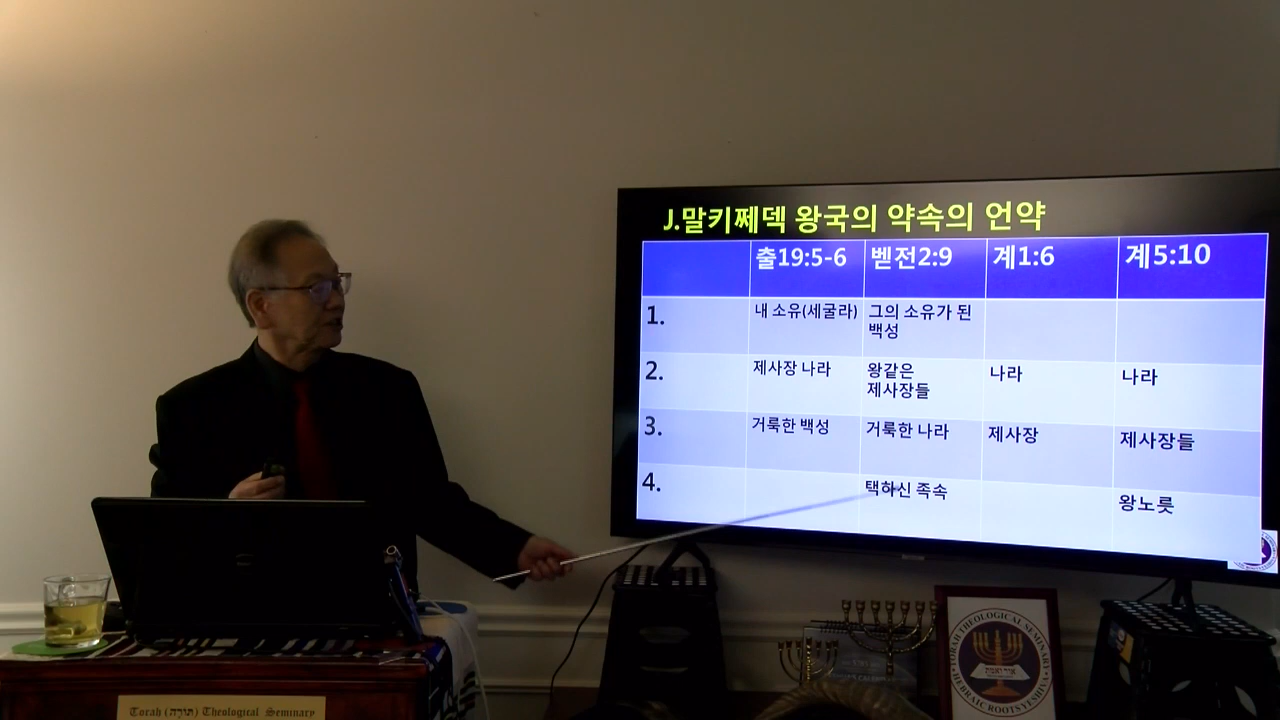 J.말키쩨덱 왕국의 약속의 언약
출19:5-6 벧전2:9 계1:6 계5:10
1. 내 소유(세굴라) 그의 소유가 된
백성
2. 제사장 나라 왕같은 나라 나라
제사장들
3. 거룩한 백성 거룩한 나라 제사장 제사장들
4. 택하신 족속 왕노릇
TORAH THEOLOGICAL SEMINARY
HEBRAIC ROOTS YESHIVA
Torah (תורה) Theological Seminary